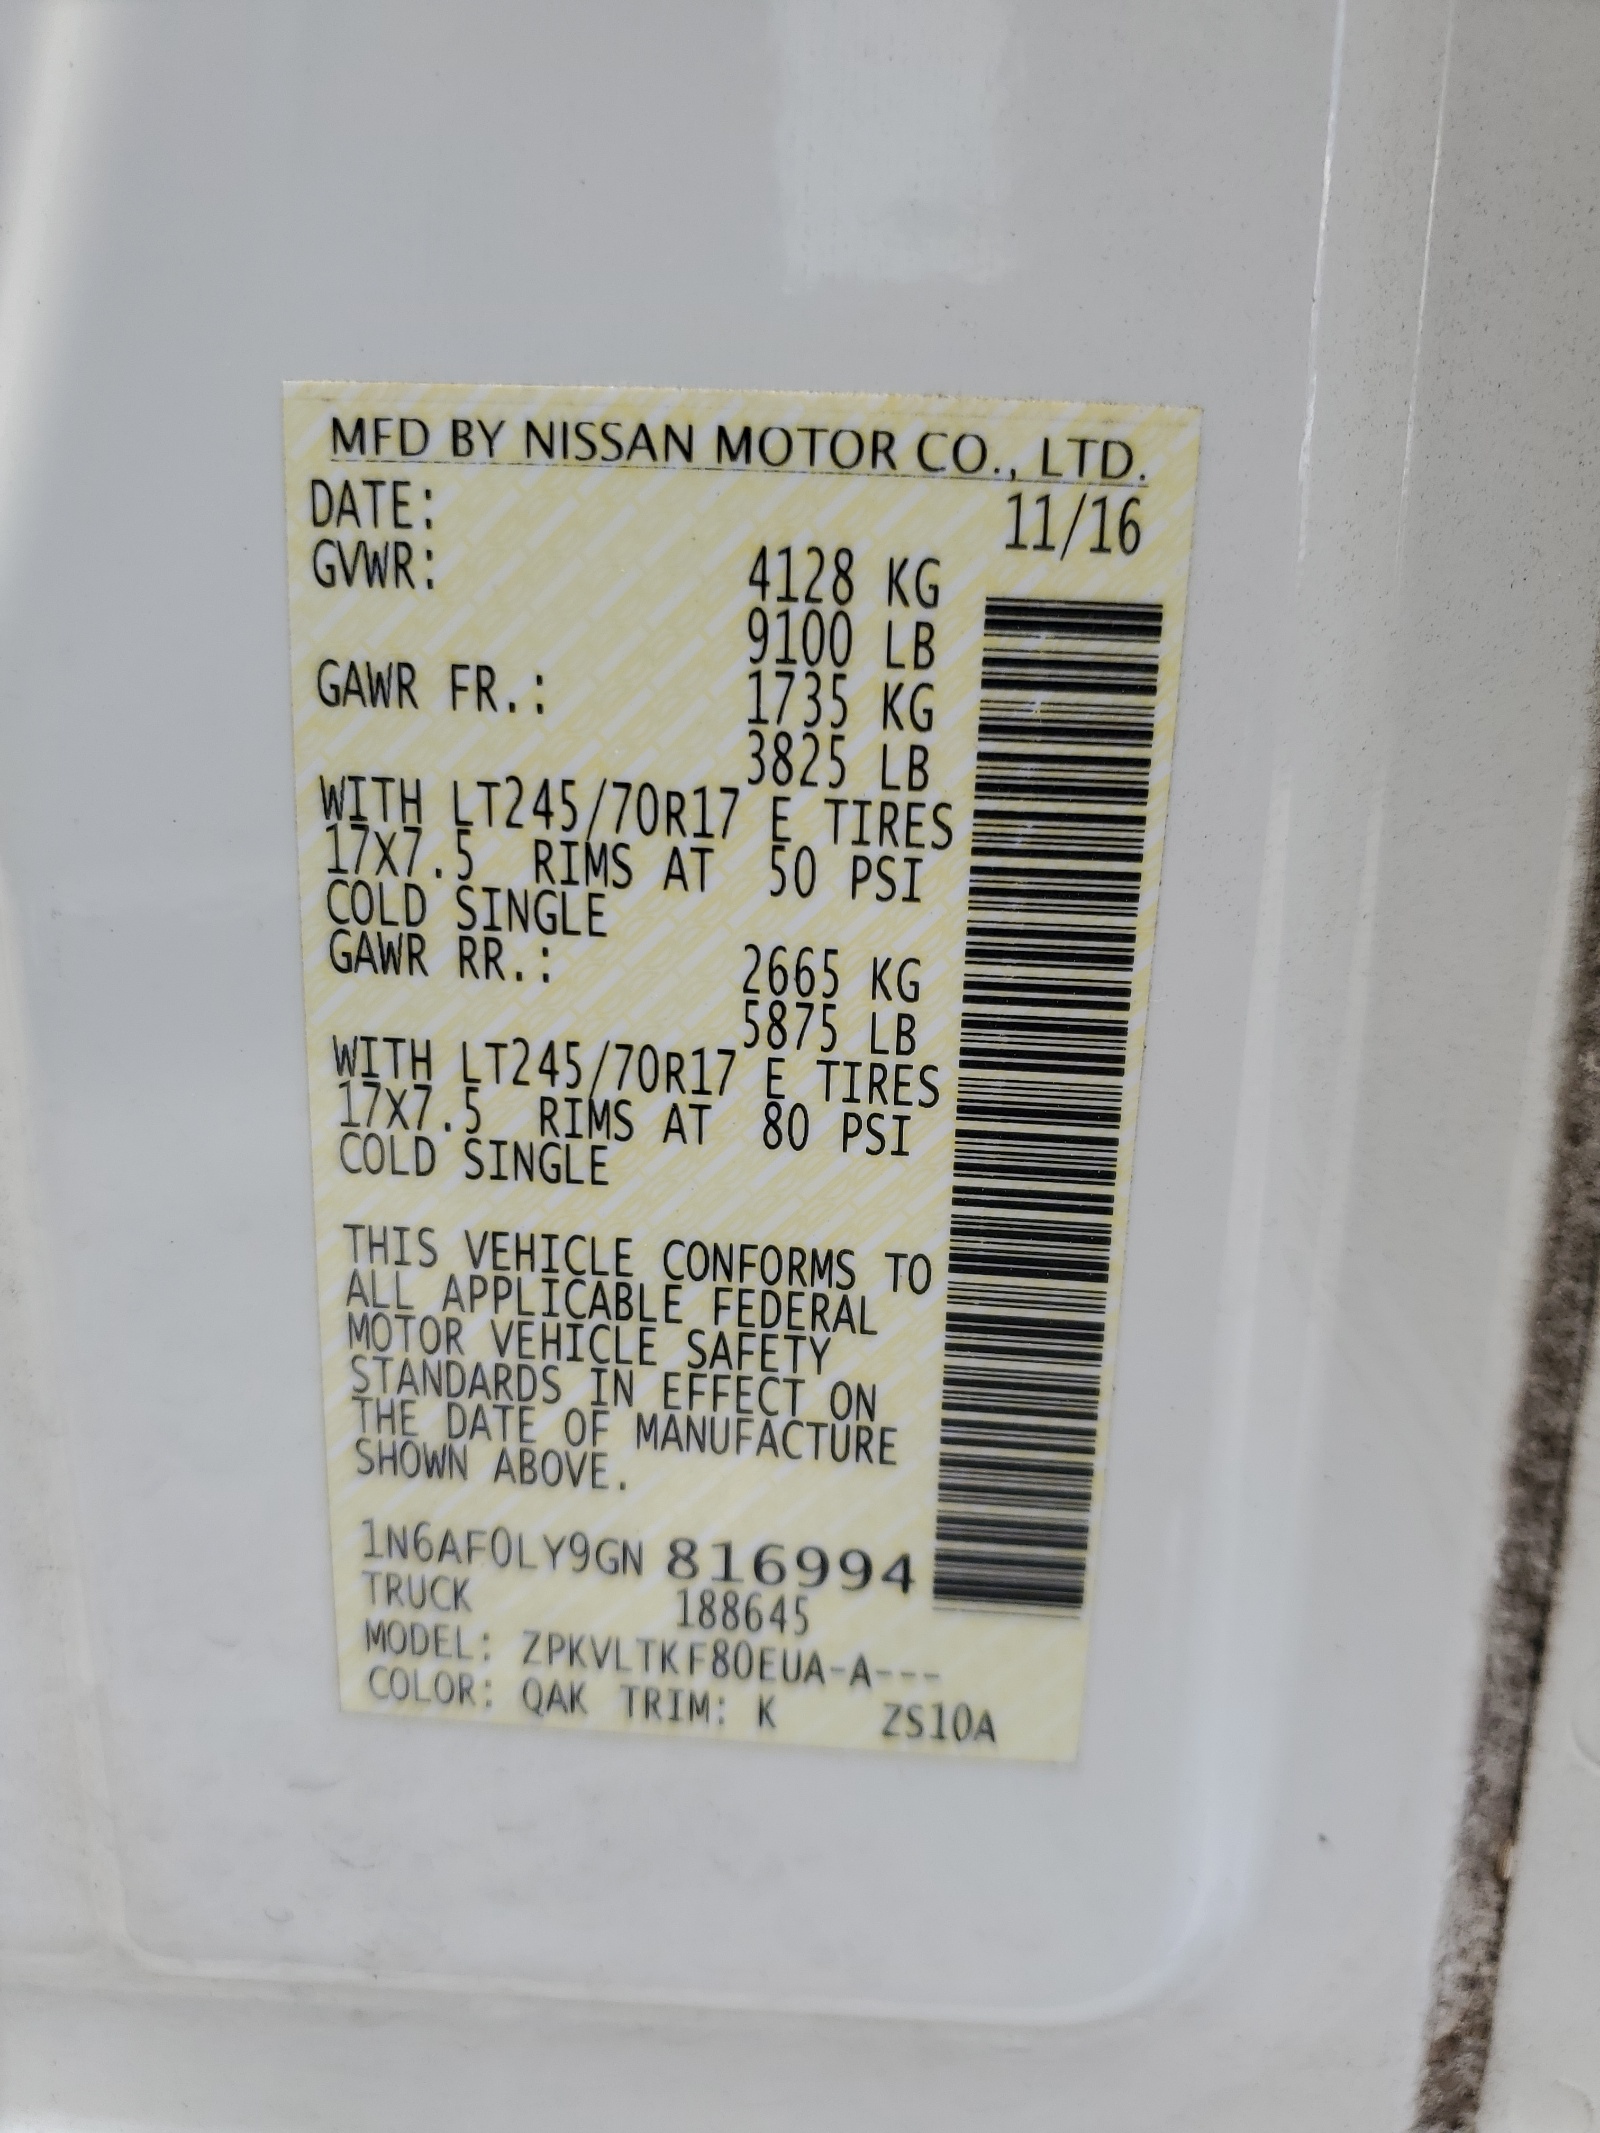 MFD BY NISSAN MOTOR CO., LTD.
DATE: 11/16
GVWR: 4128 KG
9100 LB
GAWR FR.: 1735 KG
3825 LB
WITH LT245/70R17 E TIRES
17X7.5 RIMS AT 50 PSI
COLD SINGLE
GAWR RR.: 2665 KG
5875 LB
WITH LT245/70R17 E TIRES
17X7.5 RIMS AT 80 PSI
COLD SINGLE
THIS VEHICLE CONFORMS TO
ALL APPLICABLE FEDERAL
MOTOR VEHICLE SAFETY
STANDARDS IN EFFECT ON
THE DATE OF MANUFACTURE
SHOWN ABOVE.
1N6AF0LY9GN 816994
TRUCK 188645
MODEL: ZPKVLTKF80EUA-A---
COLOR: QAK TRIM: K ZS10A